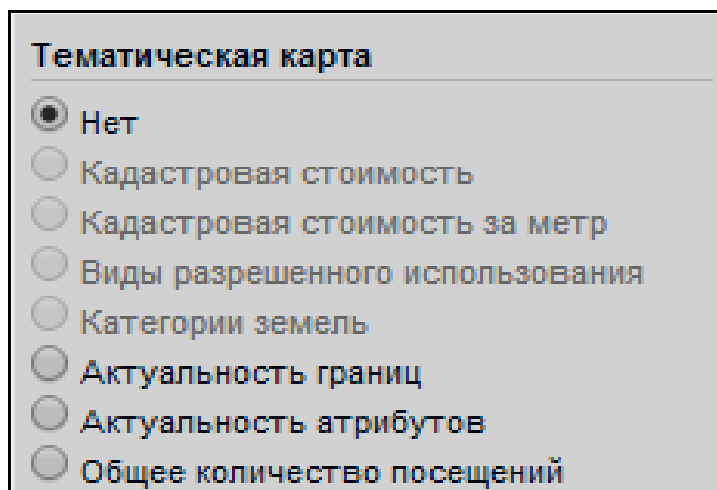 Тематическая карта
Нет
Кадастровая стоимость
Кадастровая стоимость за метр
Виды разрешенного использования
Категории земель
Актуальность границ
Актуальность атрибутов
Общее количество посещений